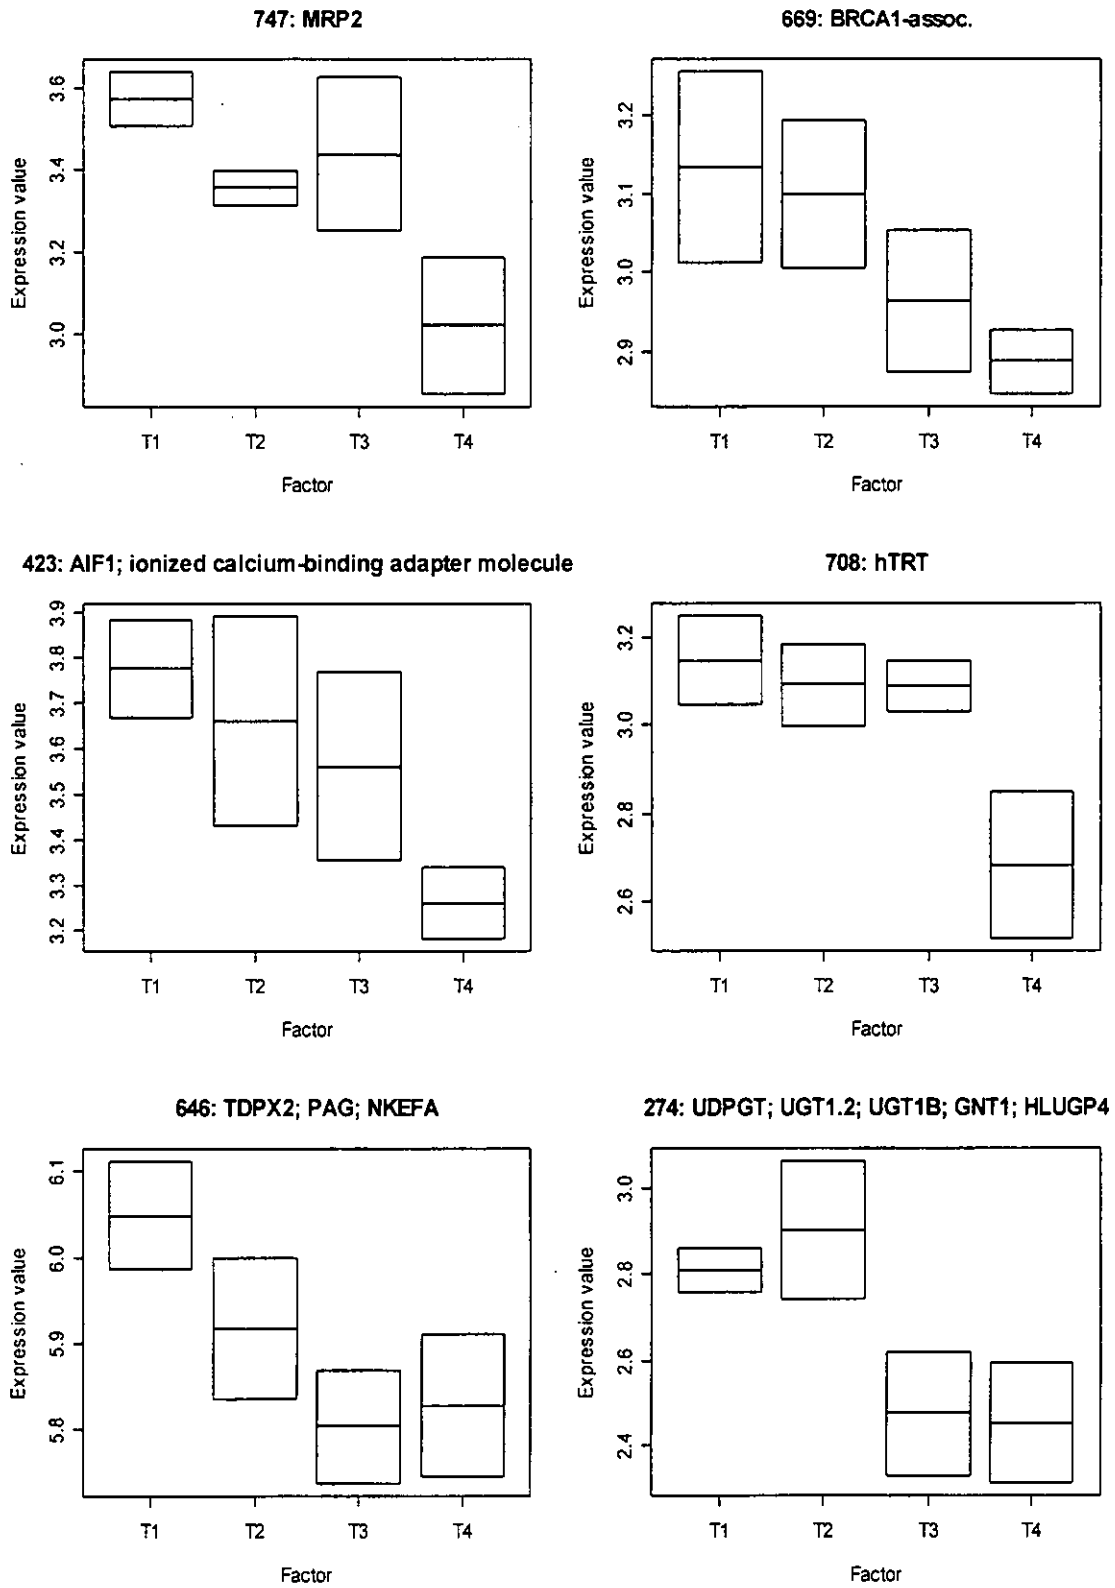 747: MRP2
Expression value
3.6
3.4
3.2
3.0
T1 T2 T3 T4
Factor
669: BRCA1-assoc.
Expression value
3.2
3.1
3.0
2.9
T1 T2 T3 T4
Factor
423: AIF1; ionized calcium-binding adapter molecule
Expression value
3.9
3.8
3.7
3.6
3.5
3.4
3.3
3.2
T1 T2 T3 T4
Factor
708: hTRT
Expression value
3.2
3.0
2.8
2.6
T1 T2 T3 T4
Factor
646: TDPX2; PAG; NKEFA
Expression value
6.1
6.0
5.9
5.8
T1 T2 T3 T4
Factor
274: UDPGT; UGT1.2; UGT1B; GNT1; HLUGP4
Expression value
3.0
2.8
2.6
2.4
T1 T2 T3 T4
Factor